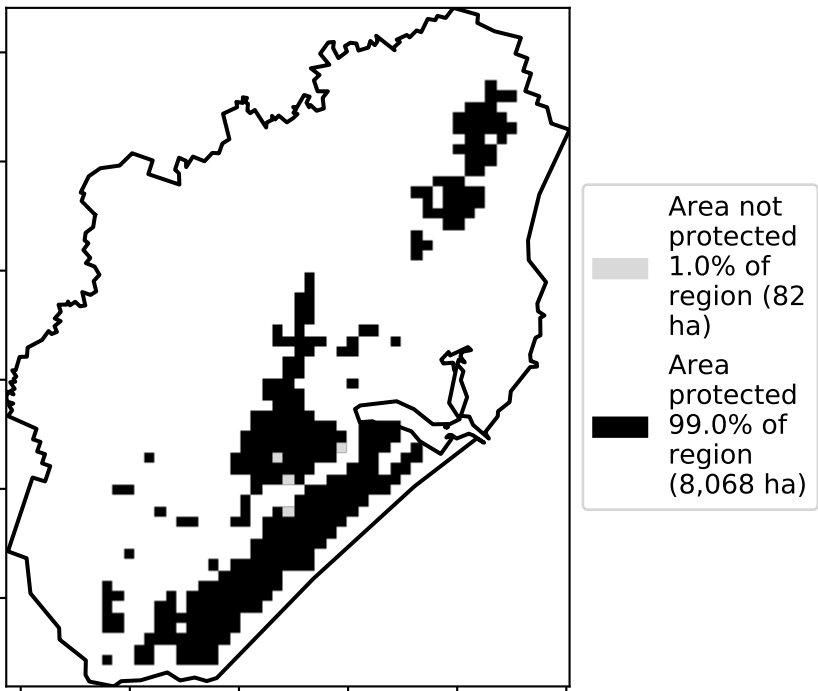 Area not
protected
1.0% of
region (82
ha)
Area
protected
99.0% of
region
(8,068 ha)